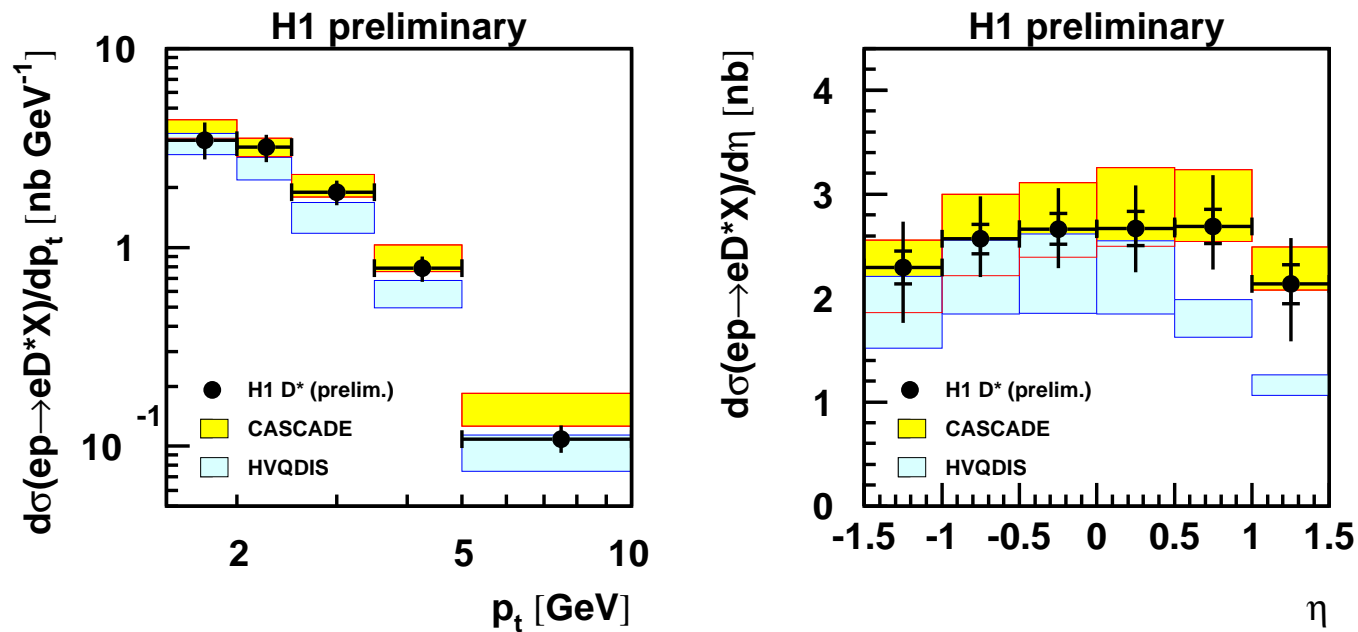 H1 preliminary
dσ(ep→eD*X)/dp_t [nb GeV^-1]
10
1
10^-1
H1 D* (prelim.)
CASCADE
HVQDIS
2 5 10
p_t [GeV]
H1 preliminary
dσ(ep→eD*X)/dη [nb]
4
3
2
1
0
H1 D* (prelim.)
CASCADE
HVQDIS
-1.5 -1 -0.5 0 0.5 1 1.5
η